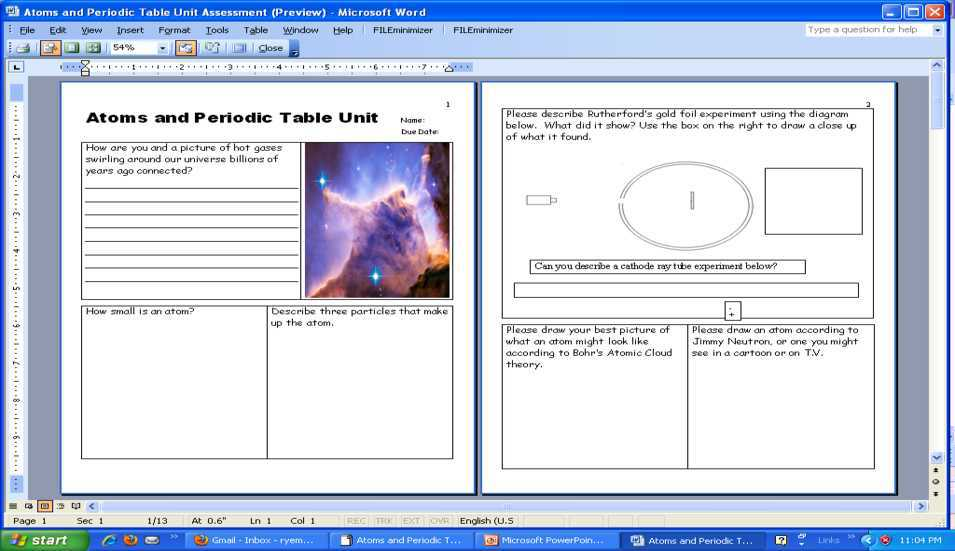 Atoms and Periodic Table Unit Assessment (Preview) - Microsoft Word
File Edit View Insert Format Tools Table Window Help FILEminimizer FILEminimizer
Type a question for help
54% Close
1 2 3 4 5 6 7
1
Atoms and Periodic Table Unit
Name:
Due Date:
How are you and a picture of hot gases
swirling around our universe billions of
years ago connected?
How small is an atom?
Describe three particles that make
up the atom.
2
Please describe Rutherford's gold foil experiment using the diagram
below. What did it show? Use the box on the right to draw a close up
of what it found.
Can you describe a cathode ray tube experiment below?
-
+
Please draw your best picture of
what an atom might look like
according to Bohr's Atomic Cloud
theory.
Please draw an atom according to
Jimmy Neutron, or one you might
see in a cartoon or on T.V.
Page 1 Sec 1 1/13 At 0.6" Ln 1 Col 1 REC TRK EXT OVR English (U.S
start Gmail - Inbox - ryem... Atoms and Periodic T... Microsoft PowerPoin... Atoms and Periodic T... Links 11:04 PM